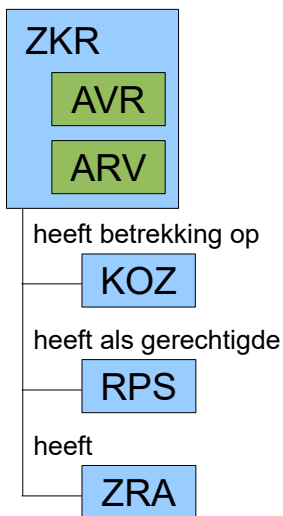 ZKR
AVR
ARV
heeft betrekking op
KOZ
heeft als gerechtigde
RPS
heeft
ZRA